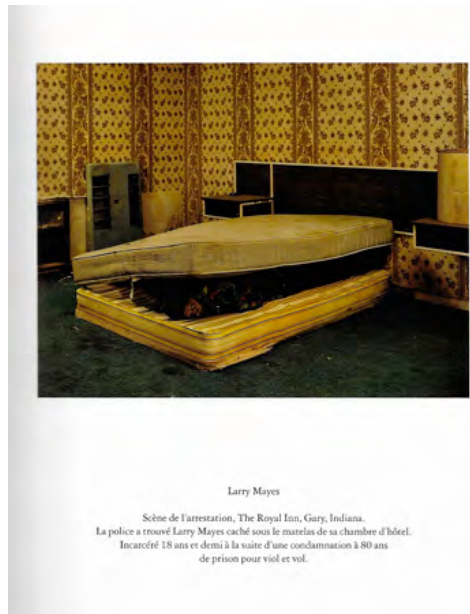 Larry Mayes
Scène de l'arrestation, The Royal Inn, Gary, Indiana.
La police a trouvé Larry Mayes caché sous le matelas de sa chambre d'hôtel.
Incarcéré 18 ans et demi à la suite d'une condamnation à 80 ans
de prison pour viol et vol.